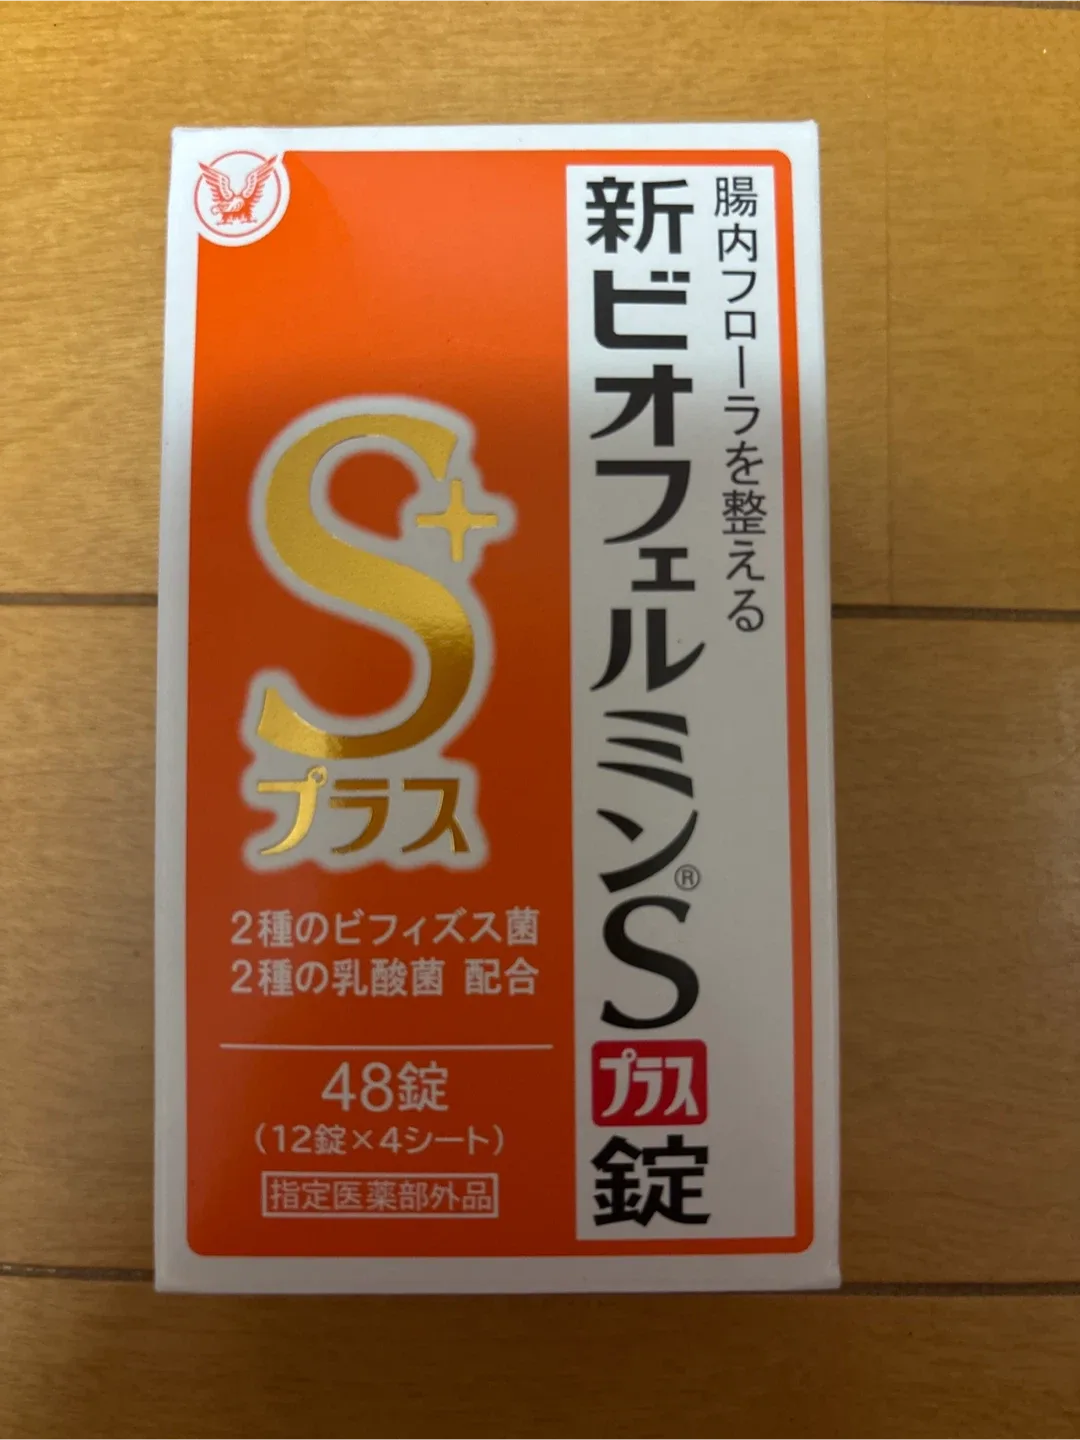 腸内フローラを整える
新ビオフェルミン®Sプラス錠
S+
プラス
2種のビフィズス菌
2種の乳酸菌 配合
48錠
(12錠×4シート)
指定医薬部外品